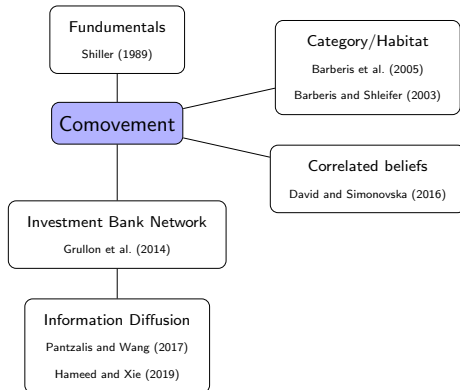 Fundumentals
Shiller (1989)
Category/Habitat
Barberis et al. (2005)
Barberis and Shleifer (2003)
Comovement
Correlated beliefs
David and Simonovska (2016)
Investment Bank Network
Grullon et al. (2014)
Information Diffusion
Pantzalis and Wang (2017)
Hameed and Xie (2019)